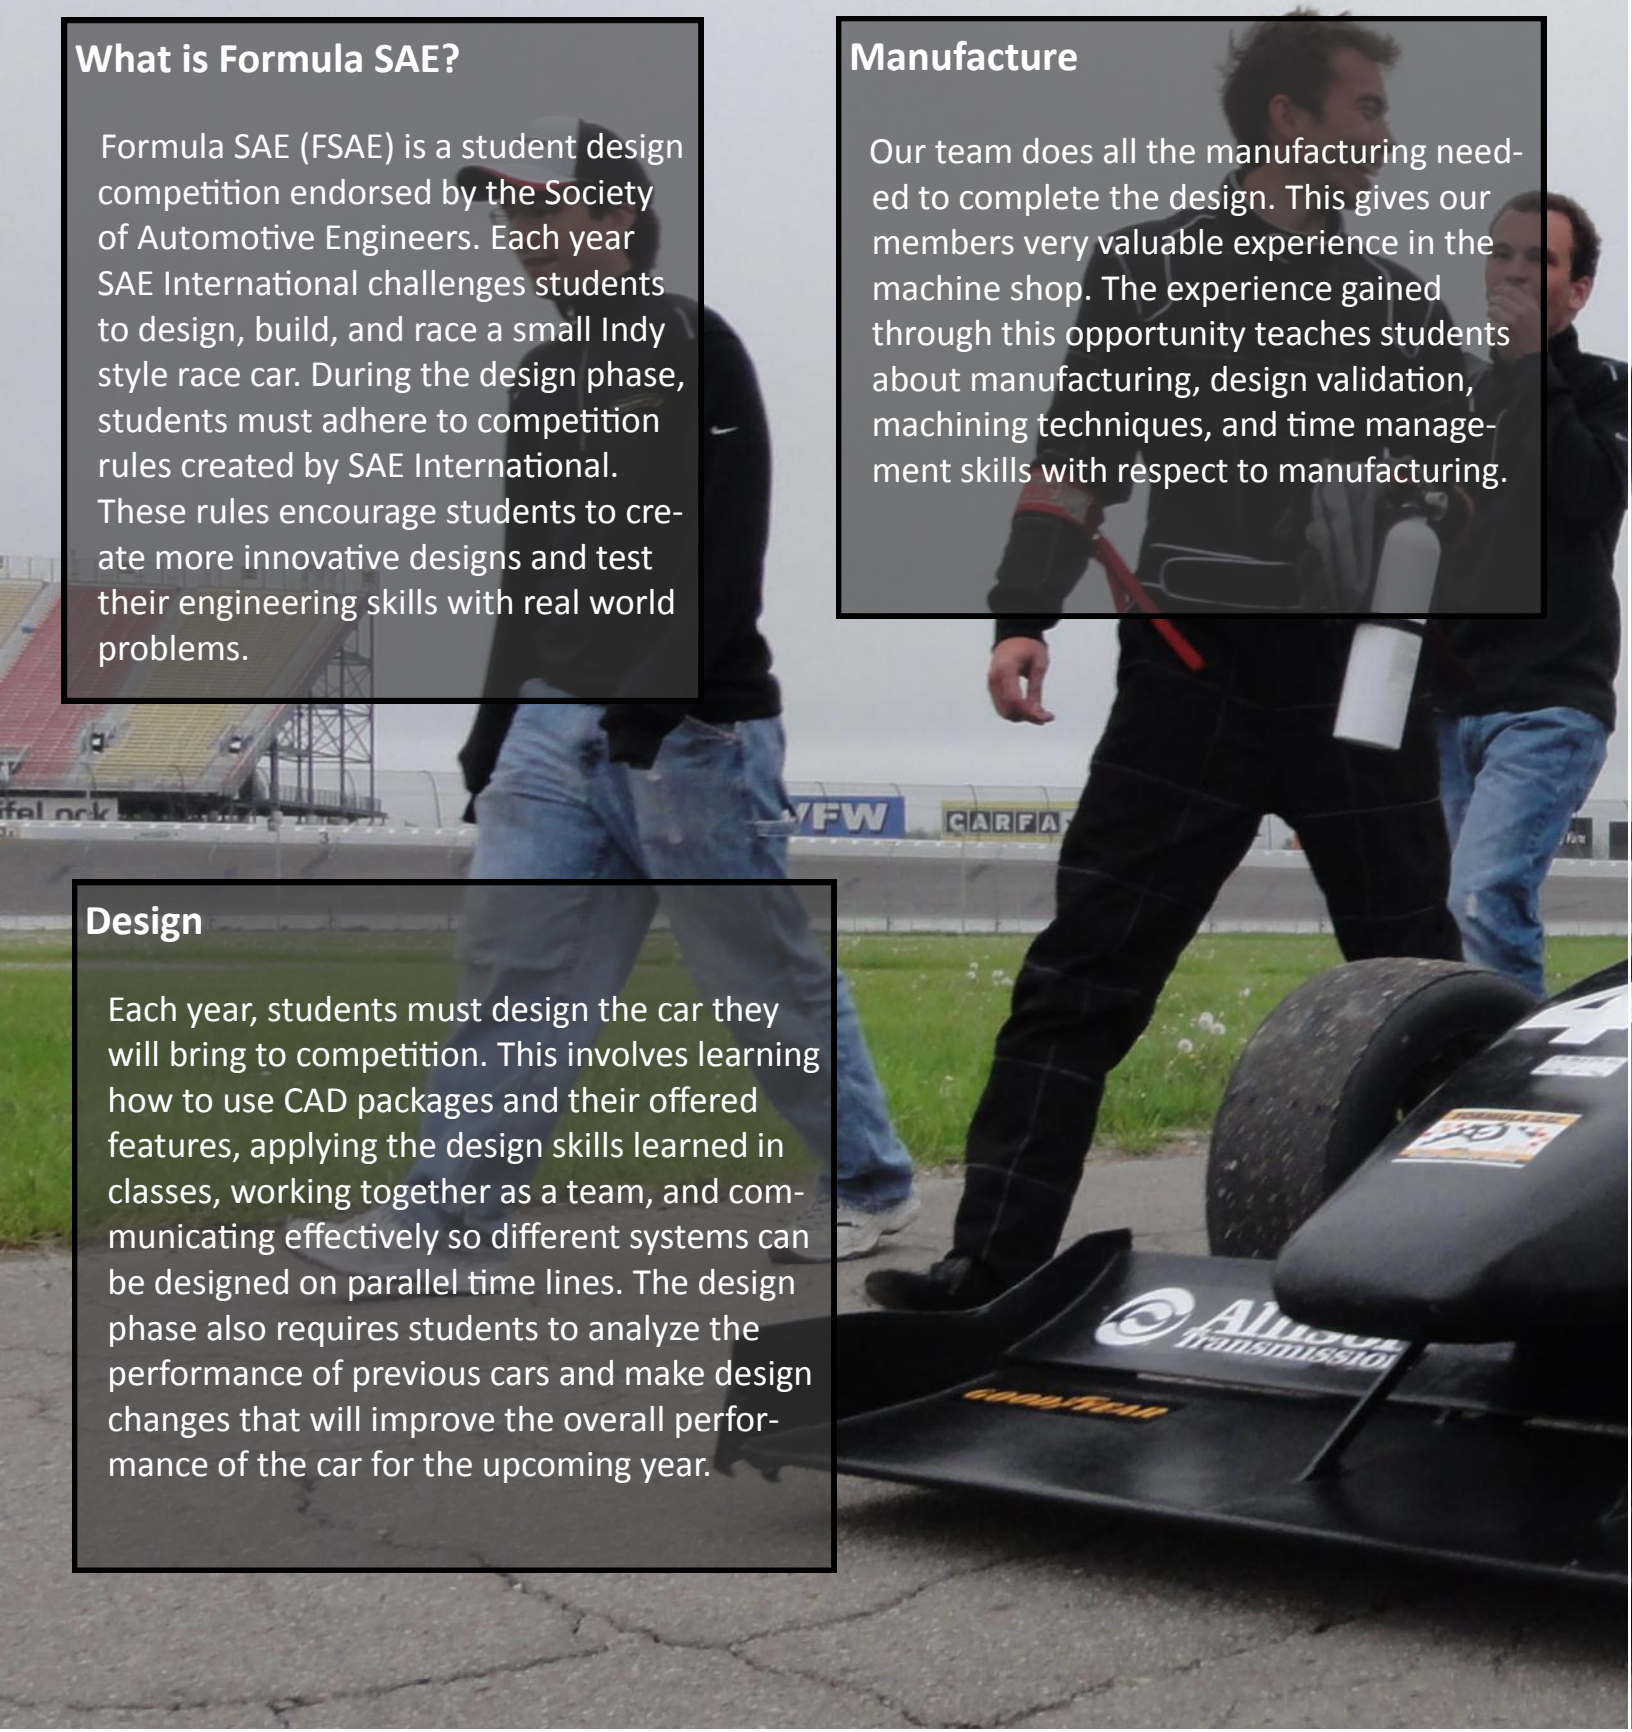 What is Formula SAE?
Formula SAE (FSAE) is a student design
competition endorsed by the Society
of Automotive Engineers. Each year
SAE International challenges students
to design, build, and race a small Indy
style race car. During the design phase,
students must adhere to competition
rules created by SAE International.
These rules encourage students to cre-
ate more innovative designs and test
their engineering skills with real world
problems.
Manufacture
Our team does all the manufacturing need-
ed to complete the design. This gives our
members very valuable experience in the
machine shop. The experience gained
through this opportunity teaches students
about manufacturing, design validation,
machining techniques, and time manage-
ment skills with respect to manufacturing.
VFW
CARFA
Design
Each year, students must design the car they
will bring to competition. This involves learning
how to use CAD packages and their offered
features, applying the design skills learned in
classes, working together as a team, and com-
municating effectively so different systems can
be designed on parallel time lines. The design
phase also requires students to analyze the
performance of previous cars and make design
changes that will improve the overall perfor-
mance of the car for the upcoming year.
4
Allison
Transmission
GOODYEAR